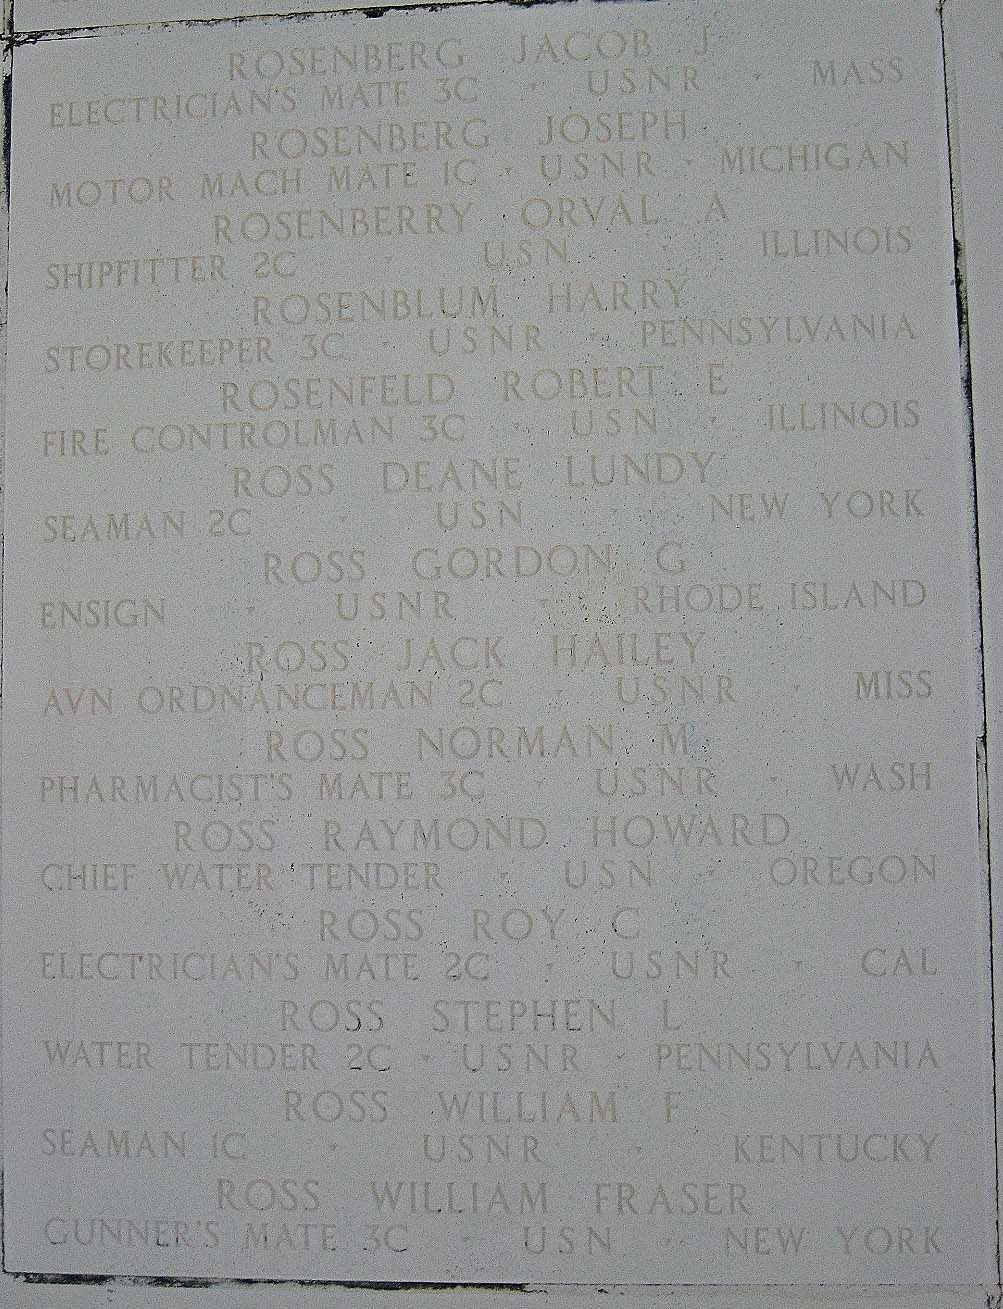 ROSENBERG JACOB J
ELECTRICIAN'S MATE 3C · USNR · MASS
ROSENBERG JOSEPH
MOTOR MACH MATE 1C · USNR · MICHIGAN
ROSENBERRY ORVAL A
SHIPFITTER 2C · USN · ILLINOIS
ROSENBLUM HARRY
STOREKEEPER 3C · USNR · PENNSYLVANIA
ROSENFELD ROBERT E
FIRE CONTROLMAN 3C · USN · ILLINOIS
ROSS DEANE LUNDY
SEAMAN 2C · USN · NEW YORK
ROSS GORDON G
ENSIGN · USNR · RHODE ISLAND
ROSS JACK HAILEY
AVN ORDNANCEMAN 2C · USNR · MISS
ROSS NORMAN M
PHARMACIST'S MATE 3C · USNR · WASH
ROSS RAYMOND HOWARD
CHIEF WATER TENDER · USN · OREGON
ROSS ROY C
ELECTRICIAN'S MATE 2C · USNR · CAL
ROSS STEPHEN L
WATER TENDER 2C · USNR · PENNSYLVANIA
ROSS WILLIAM F
SEAMAN 1C · USNR · KENTUCKY
ROSS WILLIAM FRASER
GUNNER'S MATE 3C · USN · NEW YORK